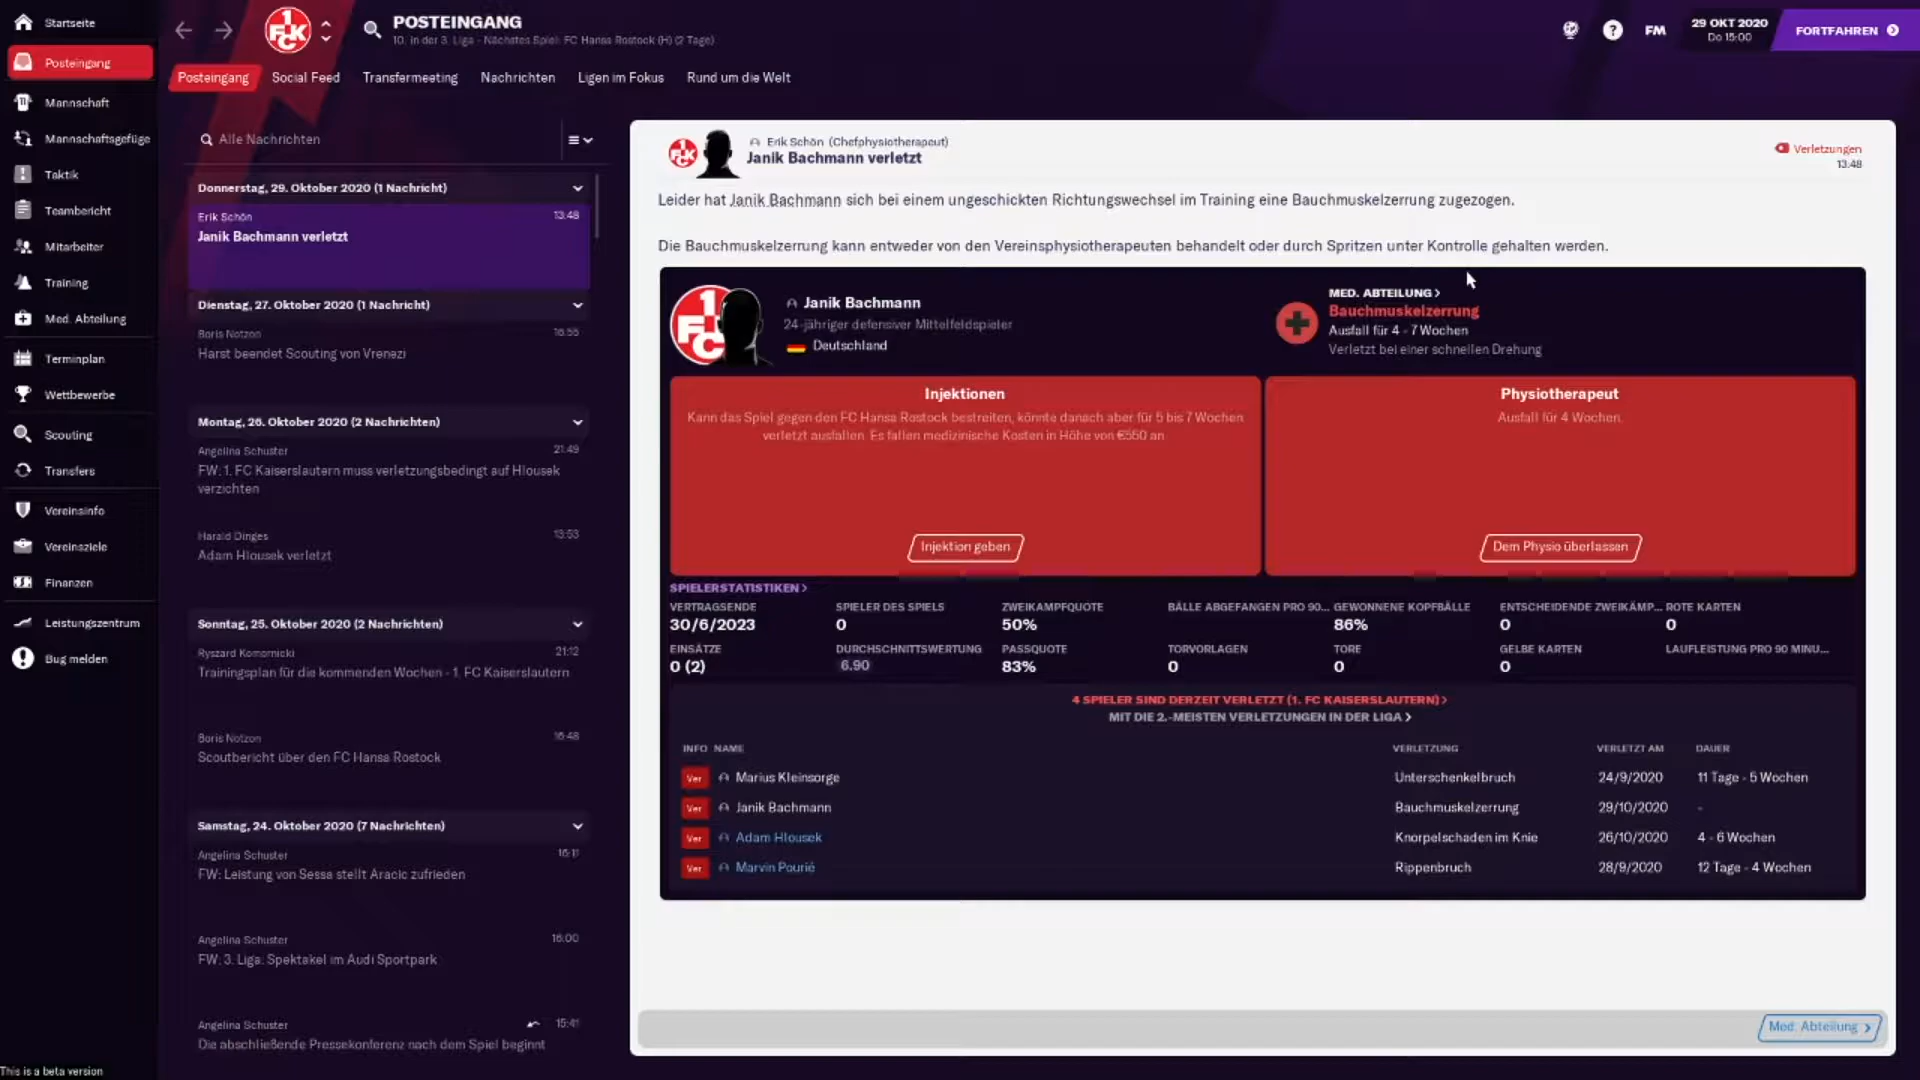 Startseite
Posteingang
Mannschaft
Mannschaftsgefüge
Taktik
Teambericht
Mitarbeiter
Training
Med. Abteilung
Terminplan
Wettbewerbe
Scouting
Transfers
Vereinsinfo
Vereinsziele
Finanzen
Leistungszentrum
Bug melden
This is a beta version
POSTEINGANG
10. in der 3. Liga - Nächstes Spiel: FC Hansa Rostock (H) (2 Tage)
FM
29 OKT 2020
Do 15:00
FORTFAHREN
Posteingang
Social Feed
Transfermeeting
Nachrichten
Ligen im Fokus
Rund um die Welt
Alle Nachrichten
Donnerstag, 29. Oktober 2020 (1 Nachricht)
Erik Schön 13:48
Janik Bachmann verletzt
Dienstag, 27. Oktober 2020 (1 Nachricht)
Boris Notzon 16:55
Harst beendet Scouting von Vrenezi
Montag, 26. Oktober 2020 (2 Nachrichten)
Angelina Schuster 21:49
FW: 1. FC Kaiserslautern muss verletzungsbedingt auf Hlousek
verzichten
Harald Dinges 13:53
Adam Hlousek verletzt
Sonntag, 25. Oktober 2020 (2 Nachrichten)
Ryszard Komornicki 21:12
Trainingsplan für die kommenden Wochen - 1. FC Kaiserslautern
Boris Notzon 16:48
Scoutbericht über den FC Hansa Rostock
Samstag, 24. Oktober 2020 (7 Nachrichten)
Angelina Schuster 16:11
FW: Leistung von Sessa stellt Aracic zufrieden
Angelina Schuster 16:00
FW: 3. Liga: Spektakel im Audi Sportpark
Angelina Schuster 15:41
Die abschließende Pressekonferenz nach dem Spiel beginnt
Erik Schön (Chefphysiotherapeut)
Janik Bachmann verletzt
Verletzungen
13:48
Leider hat Janik Bachmann sich bei einem ungeschickten Richtungswechsel im Training eine Bauchmuskelzerrung zugezogen.
Die Bauchmuskelzerrung kann entweder von den Vereinsphysiotherapeuten behandelt oder durch Spritzen unter Kontrolle gehalten werden.
Janik Bachmann
24-jähriger defensiver Mittelfeldspieler
Deutschland
MED. ABTEILUNG >
Bauchmuskelzerrung
Ausfall für 4 - 7 Wochen
Verletzt bei einer schnellen Drehung
Injektionen
Kann das Spiel gegen den FC Hansa Rostock bestreiten, könnte danach aber für 5 bis 7 Wochen
verletzt ausfallen. Es fallen medizinische Kosten in Höhe von €550 an.
Injektion geben
Physiotherapeut
Ausfall für 4 Wochen.
Dem Physio überlassen
SPIELERSTATISTIKEN >
VERTRAGSENDE SPIELER DES SPIELS ZWEIKAMPFQUOTE BÄLLE ABGEFANGEN PRO 90... GEWONNENE KOPFBÄLLE ENTSCHEIDENDE ZWEIKÄMP... ROTE KARTEN
30/6/2023 0 50% 86% 0 0
EINSÄTZE DURCHSCHNITTSWERTUNG PASSQUOTE TORVORLAGEN TORE GELBE KARTEN LAUFLEISTUNG PRO 90 MINU...
0 (2) 6.90 83% 0 0 0
4 SPIELER SIND DERZEIT VERLETZT (1. FC KAISERSLAUTERN) >
MIT DIE 2.-MEISTEN VERLETZUNGEN IN DER LIGA >
INFO NAME VERLETZUNG VERLETZT AM DAUER
Ver Marius Kleinsorge Unterschenkelbruch 24/9/2020 11 Tage - 5 Wochen
Ver Janik Bachmann Bauchmuskelzerrung 29/10/2020 -
Ver Adam Hlousek Knorpelschaden im Knie 26/10/2020 4 - 6 Wochen
Ver Marvin Pourié Rippenbruch 28/9/2020 12 Tage - 4 Wochen
Med. Abteilung >